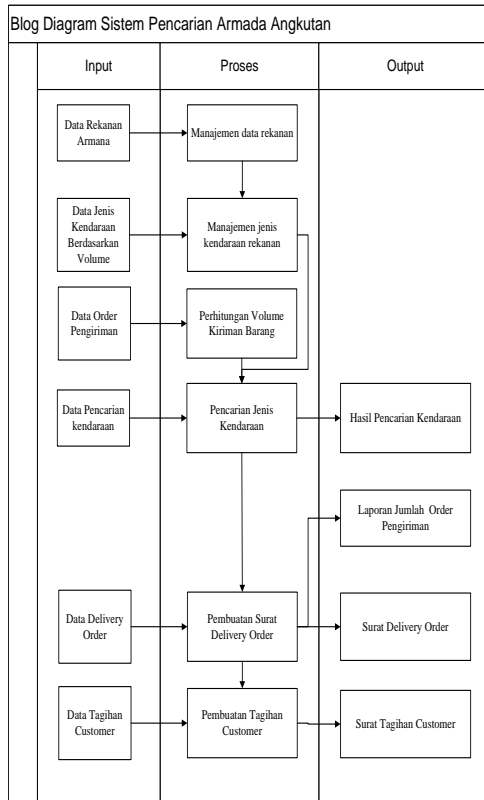 Blog Diagram Sistem Pencarian Armada Angkutan
Input
Proses
Output
Data Rekanan
Armana
Manajemen data rekanan
Data Jenis
Kendaraan
Berdasarkan
Volume
Manajemen jenis
kendaraan rekanan
Data Order
Pengiriman
Perhitungan Volume
Kiriman Barang
Data Pencarian
kendaraan
Pencarian Jenis
Kendaraan
Hasil Pencarian Kendaraan
Laporan Jumlah Order
Pengiriman
Data Delivery
Order
Pembuatan Surat
Delivery Order
Surat Delivery Order
Data Tagihan
Customer
Pembuatan Tagihan
Customer
Surat Tagihan Customer